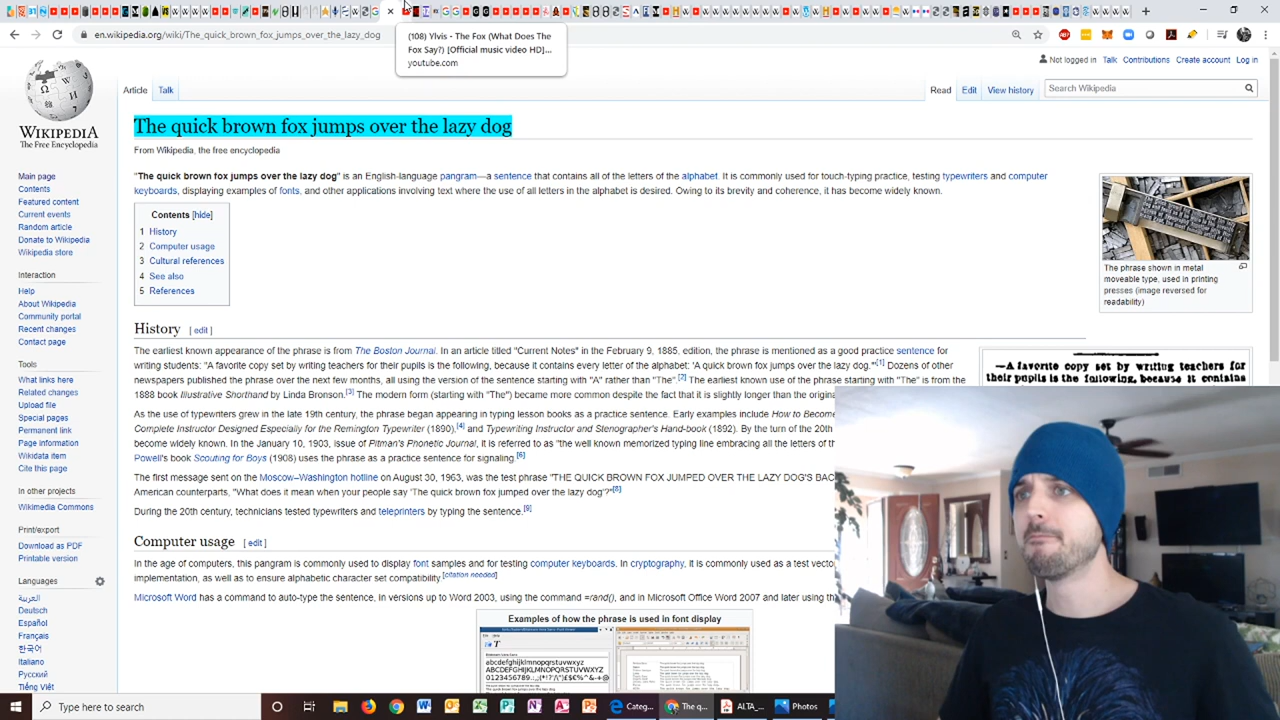 (108) Ylvis - The Fox (What Does The
Fox Say?) [Official music video HD]...
youtube.com
en.wikipedia.org/wiki/The_quick_brown_fox_jumps_over_the_lazy_dog
Not logged in Talk Contributions Create account Log in
Article Talk
Read Edit View history Search Wikipedia
WIKIPEDIA
The Free Encyclopedia
Main page
Contents
Featured content
Current events
Random article
Donate to Wikipedia
Wikipedia store
Interaction
Help
About Wikipedia
Community portal
Recent changes
Contact page
Tools
What links here
Related changes
Upload file
Special pages
Permanent link
Page information
Wikidata item
Cite this page
In other projects
Wikimedia Commons
Print/export
Download as PDF
Printable version
Languages
العربية
Deutsch
Español
Français
한국어
Italiano
Русский
Tiếng Việt
The quick brown fox jumps over the lazy dog
From Wikipedia, the free encyclopedia
"The quick brown fox jumps over the lazy dog" is an English-language pangram—a sentence that contains all of the letters of the alphabet. It is commonly used for touch-typing practice, testing typewriters and computer
keyboards, displaying examples of fonts, and other applications involving text where the use of all letters in the alphabet is desired. Owing to its brevity and coherence, it has become widely known.
Contents [hide]
1 History
2 Computer usage
3 Cultural references
4 See also
5 References
The phrase shown in metal
moveable type, used in printing
presses (image reversed for
readability)
History [ edit ]
The earliest known appearance of the phrase is from The Boston Journal. In an article titled "Current Notes" in the February 9, 1885, edition, the phrase is mentioned as a good practice sentence for
writing students: "A favorite copy set by writing teachers for their pupils is the following, because it contains every letter of the alphabet: 'A quick brown fox jumps over the lazy dog.'"[1] Dozens of other
newspapers published the phrase over the next few months, all using the version of the sentence starting with "A" rather than "The".[2] The earliest known use of the phrase starting with "The" is from the
1888 book Illustrative Shorthand by Linda Bronson.[3] The modern form (starting with "The") became more common despite the fact that it is slightly longer than the origin
—A favorite copy set by writing teachers for
their pupils is the following, because it contains
As the use of typewriters grew in the late 19th century, the phrase began appearing in typing lesson books as a practice sentence. Early examples include How to Become
Complete Instructor Designed Especially for the Remington Typewriter (1890),[4] and Typewriting Instructor and Stenographer's Hand-book (1892). By the turn of the 20th
become widely known. In the January 10, 1903, issue of Pitman's Phonetic Journal, it is referred to as "the well known memorized typing line embracing all the letters of th
Powell's book Scouting for Boys (1908) uses the phrase as a practice sentence for signaling.[6]
The first message sent on the Moscow–Washington hotline on August 30, 1963, was the test phrase "THE QUICK BROWN FOX JUMPED OVER THE LAZY DOG'S BAC
American counterparts, "What does it mean when your people say 'The quick brown fox jumped over the lazy dog'?"[8]
During the 20th century, technicians tested typewriters and teleprinters by typing the sentence.[9]
Computer usage [ edit ]
In the age of computers, this pangram is commonly used to display font samples and for testing computer keyboards. In cryptography, it is commonly used as a test vecto
implementation, as well as to ensure alphabetic character set compatibility.[citation needed]
Microsoft Word has a command to auto-type the sentence, in versions up to Word 2003, using the command =rand(), and in Microsoft Office Word 2007 and later using the
Examples of how the phrase is used in font display
abcdefghijklmnopqrstuvwxyz
Type here to search
Categ...
The q...
ALTA_...
Photos